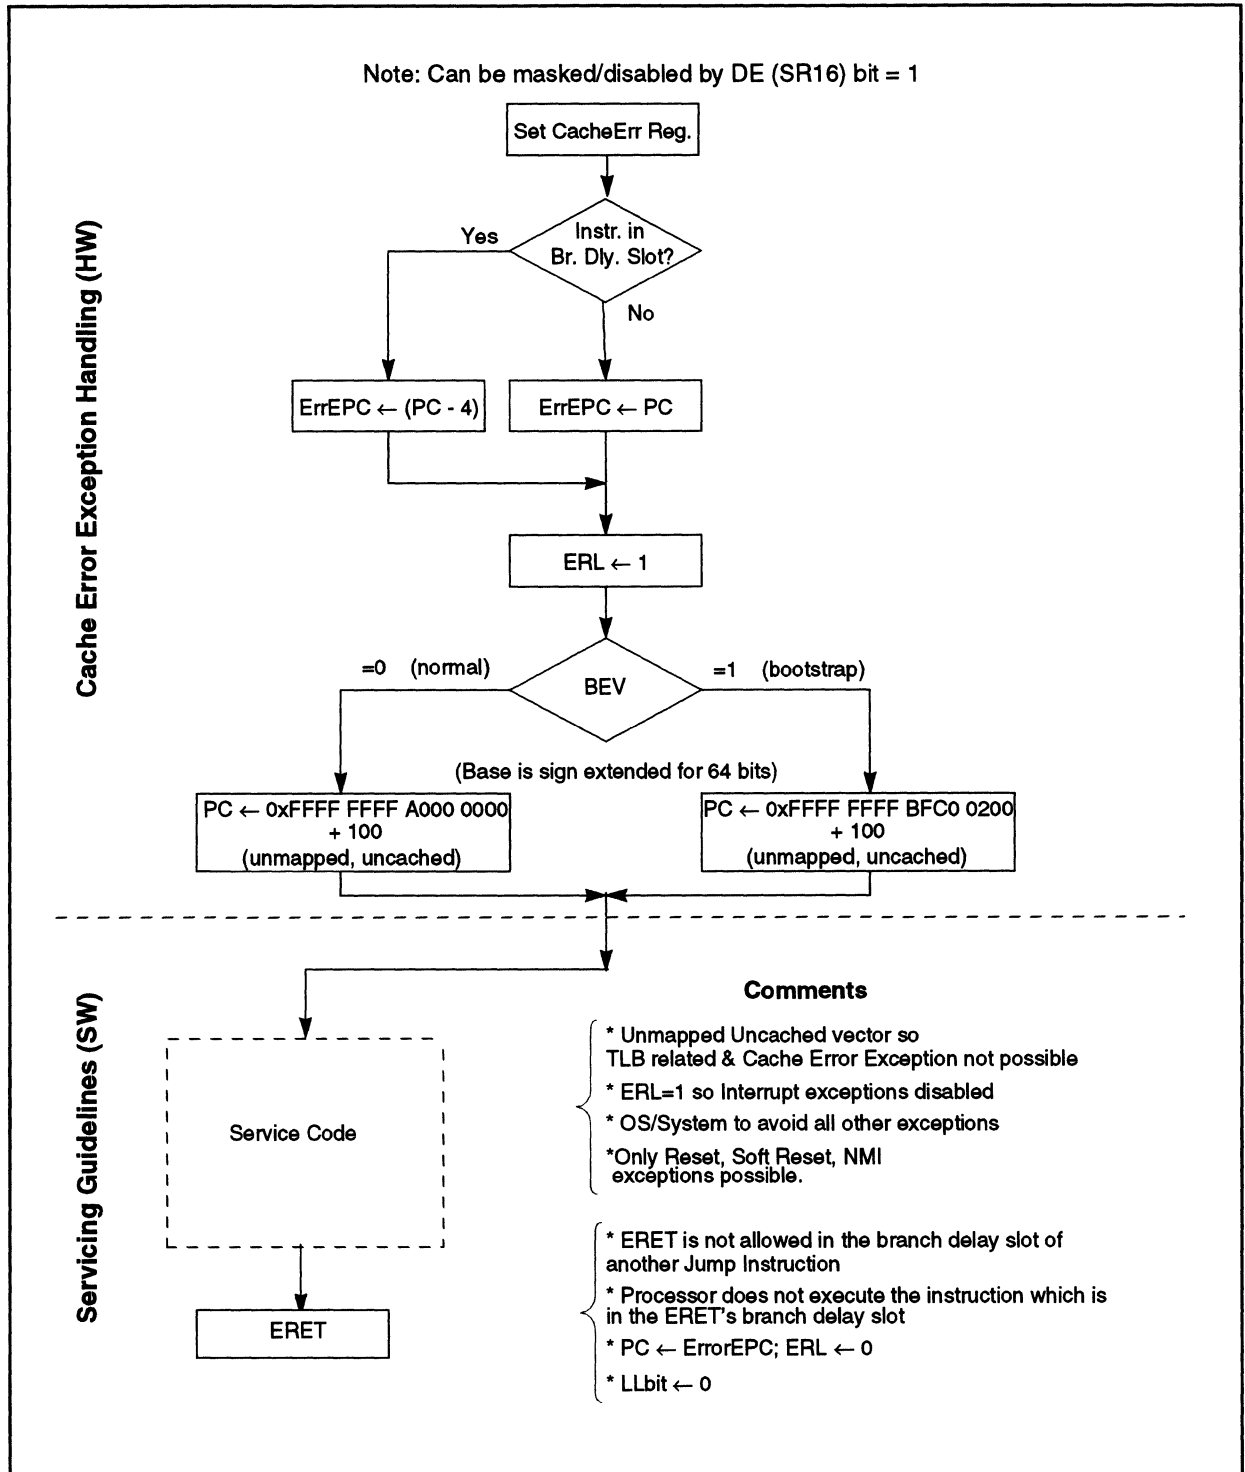 Note: Can be masked/disabled by DE (SR16) bit = 1
Set CacheErr Reg.
Cache Error Exception Handling (HW)
Instr. in
Br. Dly. Slot?
Yes
No
ErrEPC ← (PC - 4)
ErrEPC ← PC
ERL ← 1
=0 (normal)
BEV
=1 (bootstrap)
(Base is sign extended for 64 bits)
PC ← 0xFFFF FFFF A000 0000
+ 100
(unmapped, uncached)
PC ← 0xFFFF FFFF BFC0 0200
+ 100
(unmapped, uncached)
Servicing Guidelines (SW)
Service Code
ERET
Comments
* Unmapped Uncached vector so
TLB related & Cache Error Exception not possible
* ERL=1 so Interrupt exceptions disabled
* OS/System to avoid all other exceptions
*Only Reset, Soft Reset, NMI
exceptions possible.
* ERET is not allowed in the branch delay slot of
another Jump Instruction
* Processor does not execute the instruction which is
in the ERET's branch delay slot
* PC ← ErrorEPC; ERL ← 0
* LLbit ← 0